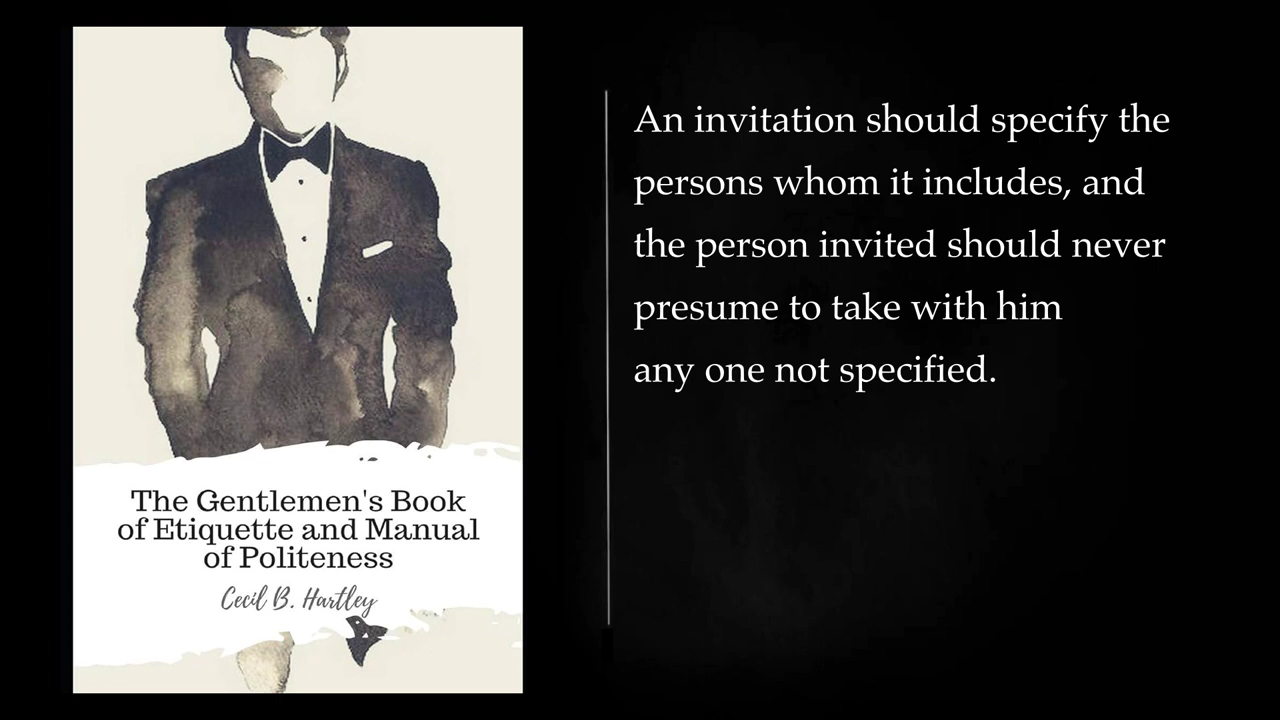 The Gentlemen's Book
of Etiquette and Manual
of Politeness
Cecil B. Hartley
An invitation should specify the
persons whom it includes, and
the person invited should never
presume to take with him
any one not specified.